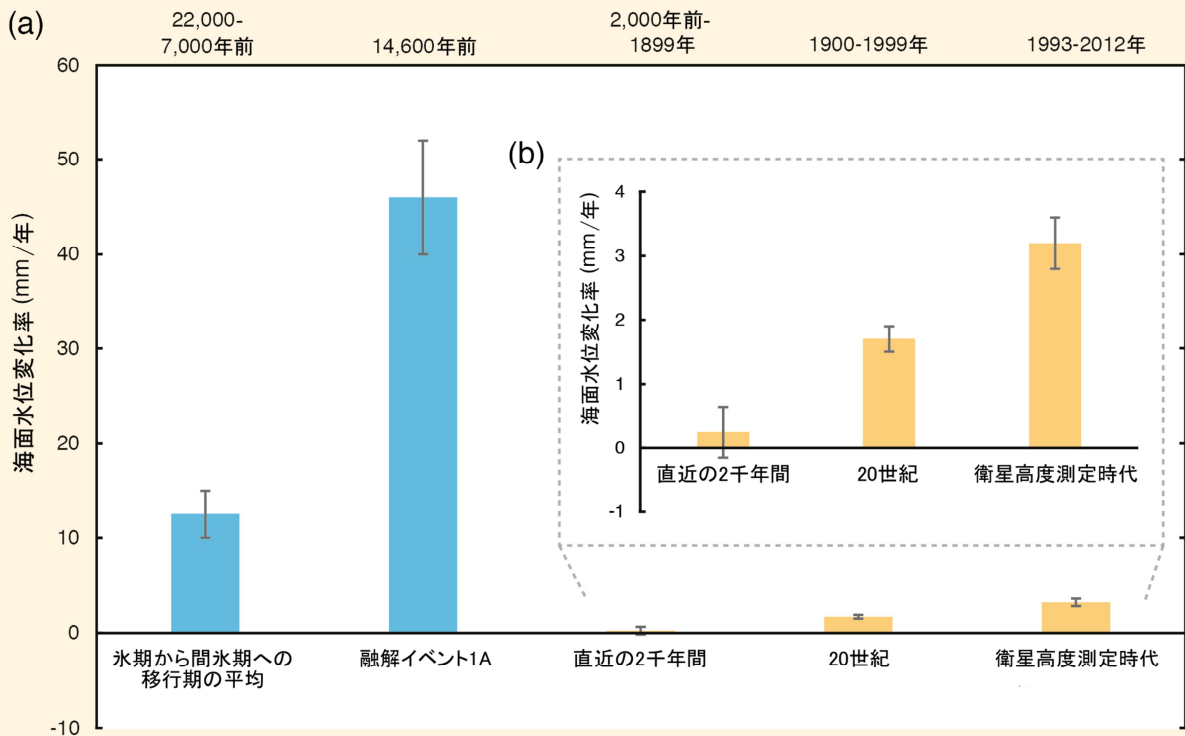 (a)
22,000-
7,000年前
14,600年前
2,000年前-
1899年
1900-1999年
1993-2012年
海面水位変化率 (mm/年)
60
50
40
30
20
10
0
-10
氷期から間氷期への
移行期の平均
融解イベント1A
直近の2千年間
20世紀
衛星高度測定時代
(b)
海面水位変化率 (mm/年)
4
3
2
1
0
-1
直近の2千年間
20世紀
衛星高度測定時代